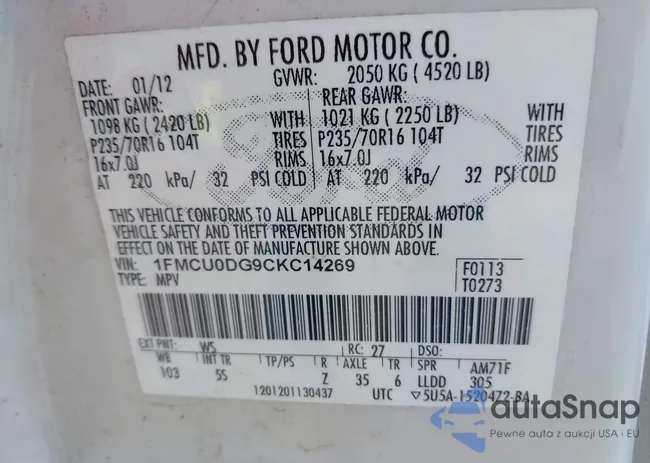 MFD. BY FORD MOTOR CO.
DATE: 01/12 GVWR: 2050 KG ( 4520 LB)
FRONT GAWR: REAR GAWR:
1098 KG ( 2420 LB) WITH 1021 KG ( 2250 LB) WITH
P235/70R16 104T TIRES P235/70R16 104T TIRES
16x7.0J RIMS 16x7.0J RIMS
AT 220 kPa/ 32 PSI COLD AT 220 kPa/ 32 PSI COLD
Ford
THIS VEHICLE CONFORMS TO ALL APPLICABLE FEDERAL MOTOR
VEHICLE SAFETY AND THEFT PREVENTION STANDARDS IN
EFFECT ON THE DATE OF MANUFACTURE SHOWN ABOVE.
VIN: 1FMCU0DG9CKC14269 F0113
TYPE: MPV T0273
EXT PNT: WS RC: 27 DSO:
WB INT TR TP/PS R AXLE TR SPR AM71F
103 5S Z 35 6 LLDD 305
1201201130437 UTC ▽5U5A-1520472-BA
autaSnap
Pewne auta z aukcji USA i EU